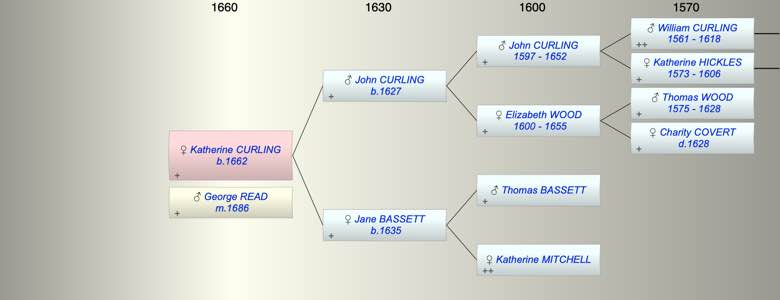 1660
1630
1600
1570
♀ Katherine CURLING
b.1662
+
♂ George READ
m.1686
+
♂ John CURLING
b.1627
+
♀ Jane BASSETT
b.1635
+
♂ John CURLING
1597 - 1652
+
♀ Elizabeth WOOD
1600 - 1655
+
♂ Thomas BASSETT
+
♀ Katherine MITCHELL
++
♂ William CURLING
1561 - 1618
++
♀ Katherine HICKLES
1573 - 1606
+
♂ Thomas WOOD
1575 - 1628
+
♀ Charity COVERT
d.1628
+